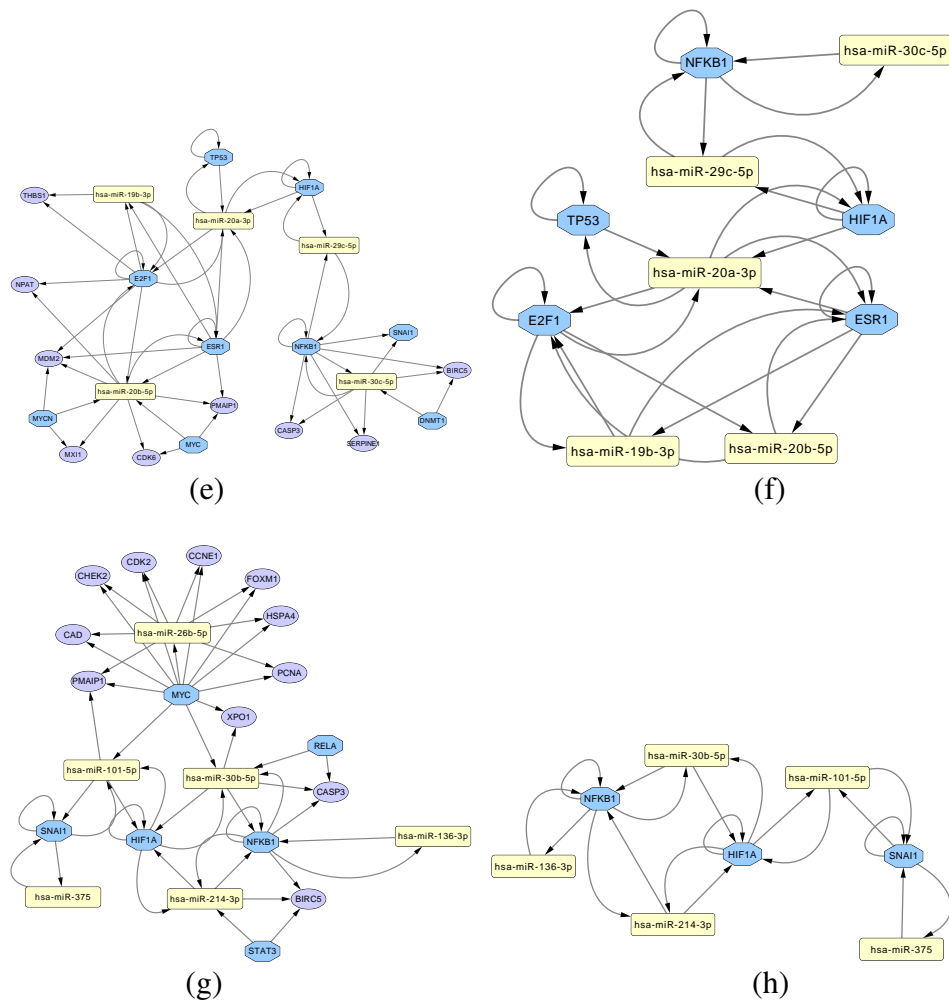 NFKB1
hsa-miR-30c-5p
hsa-miR-29c-5p
HIF1A
TP53
hsa-miR-20a-3p
E2F1
ESR1
hsa-miR-19b-3p
hsa-miR-20b-5p
(f)
TP53
THBS1
hsa-miR-19b-3p
HIF1A
hsa-miR-20a-3p
hsa-miR-29c-5p
E2F1
NPAT
SNAI1
ESR1
NFKB1
MDM2
BIRC5
hsa-miR-30c-5p
hsa-miR-20b-5p
PMAIP1
MYCN
DNMT1
CASP3
MYC
SERPINE1
MXI1
CDK6
(e)
CCNE1
CDK2
CHEK2
FOXM1
HSPA4
hsa-miR-26b-5p
CAD
PCNA
PMAIP1
MYC
XPO1
RELA
hsa-miR-101-5p
hsa-miR-30b-5p
CASP3
SNAI1
HIF1A
NFKB1
hsa-miR-136-3p
hsa-miR-375
hsa-miR-214-3p
BIRC5
STAT3
(g)
hsa-miR-30b-5p
hsa-miR-101-5p
NFKB1
HIF1A
SNAI1
hsa-miR-136-3p
hsa-miR-214-3p
hsa-miR-375
(h)